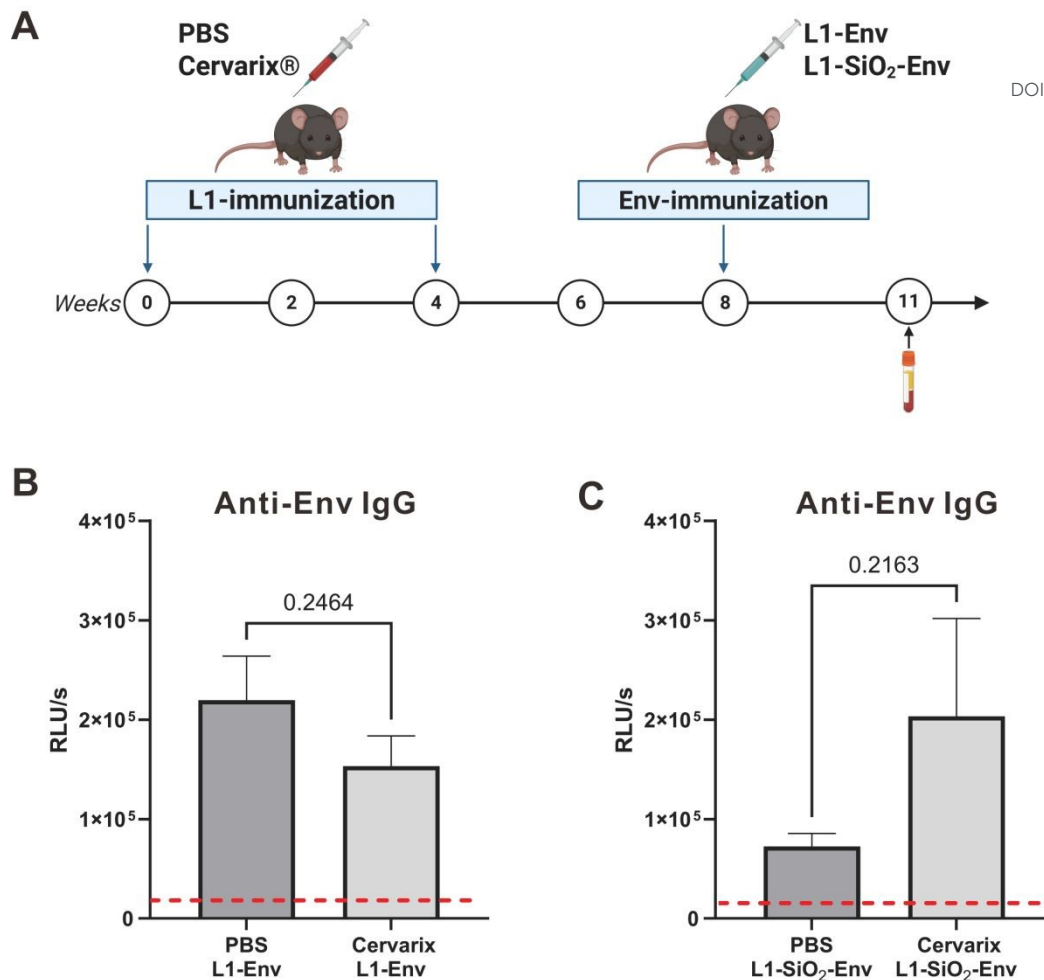 A
PBS
Cervarix®
L1-Env
L1-SiO₂-Env
DOI
L1-immunization
Env-immunization
Weeks 0 2 4 6 8 11
B
Anti-Env IgG
4×10⁵
3×10⁵
2×10⁵
1×10⁵
0
RLU/s
0.2464
PBS
L1-Env
Cervarix
L1-Env
C
Anti-Env IgG
4×10⁵
3×10⁵
2×10⁵
1×10⁵
0
RLU/s
0.2163
PBS
L1-SiO₂-Env
Cervarix
L1-SiO₂-Env